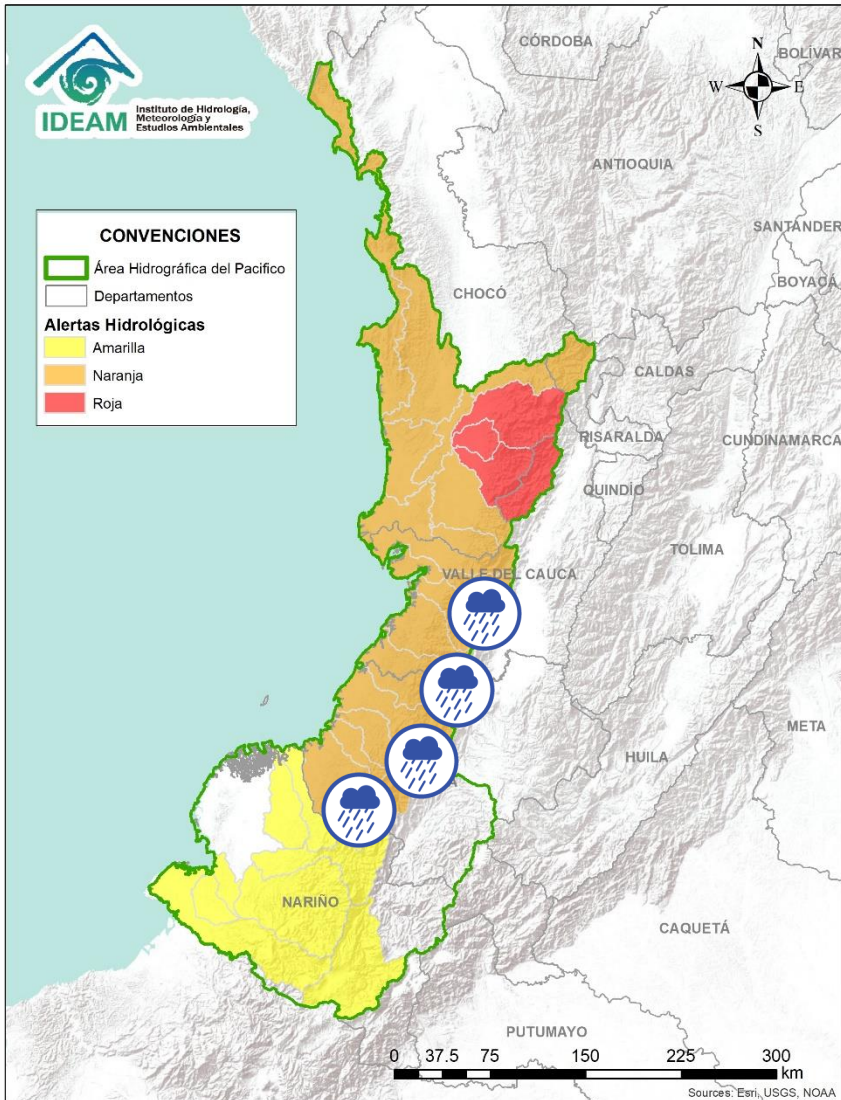 IDEAM
Instituto de Hidrología,
Meteorología y
Estudios Ambientales
N
W
E
S
CÓRDOBA
BOLÍVAR
ANTIOQUIA
SANTANDER
BOYACÁ
CHOCÓ
CONVENCIONES
Área Hidrográfica del Pacifico
Departamentos
Alertas Hidrológicas
Amarilla
Naranja
Roja
CALDAS
RISARALDA
CUNDINAMARCA
QUINDÍO
TOLIMA
VALLE DEL CAUCA
META
HUILA
NARIÑO
CAQUETÁ
PUTUMAYO
0 37.5 75 150 225 300
km
Sources: Esri, USGS, NOAA